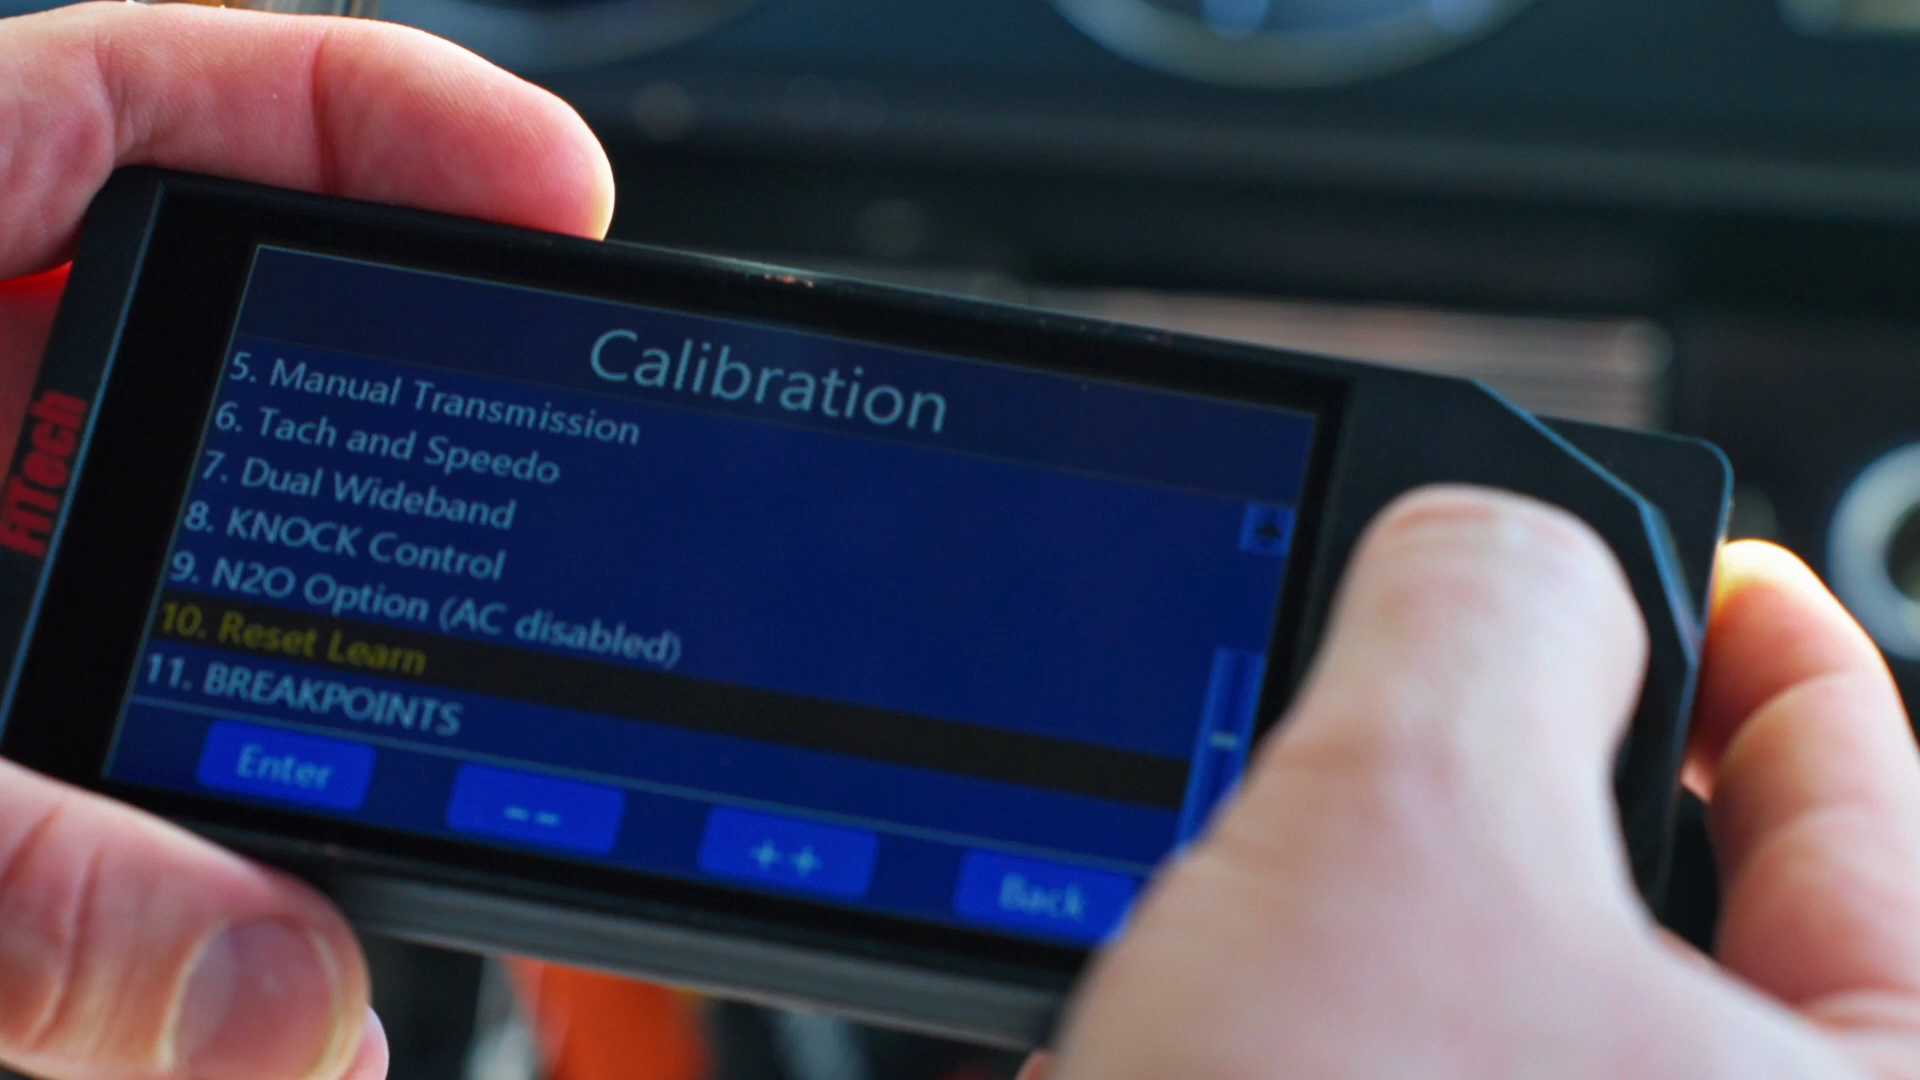 Calibration
5. Manual Transmission
6. Tach and Speedo
7. Dual Wideband
8. KNOCK Control
9. N2O Option (AC disabled)
10. Reset Learn
11. BREAKPOINTS
Enter
--
++
Back
FiTech